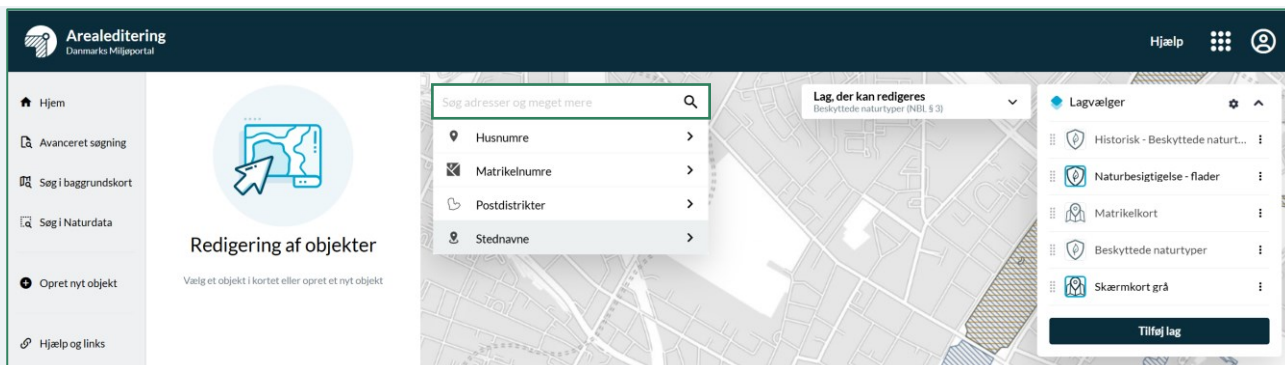 Arealeditering
Danmarks Miljøportal
Hjælp
Hjem
Avanceret søgning
Søg i baggrundskort
Søg i Naturdata
Opret nyt objekt
Hjælp og links
Redigering af objekter
Vælg et objekt i kortet eller opret et nyt objekt
Søg adresser og meget mere
Husnumre
Matrikelnumre
Postdistrikter
Stednavne
Lag, der kan redigeres
Beskyttede naturtyper (NBL § 3)
Lagvælger
Historisk - Beskyttede naturt...
Naturbesigtigelse - flader
Matrikelkort
Beskyttede naturtyper
Skærmkort grå
Tilføj lag